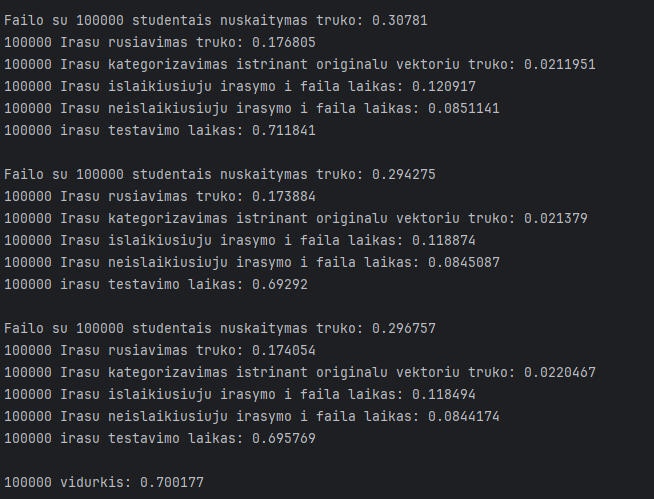 Failo su 100000 studentais nuskaitymas truko: 0.30781
100000 Irasu rusiavimas truko: 0.176805
100000 Irasu kategorizavimas istrinant originalu vektoriu truko: 0.0211951
100000 Irasu islaikiusiuju irasymo i faila laikas: 0.120917
100000 Irasu neislaikiusiuju irasymo i faila laikas: 0.0851141
100000 irasu testavimo laikas: 0.711841
Failo su 100000 studentais nuskaitymas truko: 0.294275
100000 Irasu rusiavimas truko: 0.173884
100000 Irasu kategorizavimas istrinant originalu vektoriu truko: 0.021379
100000 Irasu islaikiusiuju irasymo i faila laikas: 0.118874
100000 Irasu neislaikiusiuju irasymo i faila laikas: 0.0845087
100000 irasu testavimo laikas: 0.69292
Failo su 100000 studentais nuskaitymas truko: 0.296757
100000 Irasu rusiavimas truko: 0.174054
100000 Irasu kategorizavimas istrinant originalu vektoriu truko: 0.0220467
100000 Irasu islaikiusiuju irasymo i faila laikas: 0.118494
100000 Irasu neislaikiusiuju irasymo i faila laikas: 0.0844174
100000 irasu testavimo laikas: 0.695769
100000 vidurkis: 0.700177